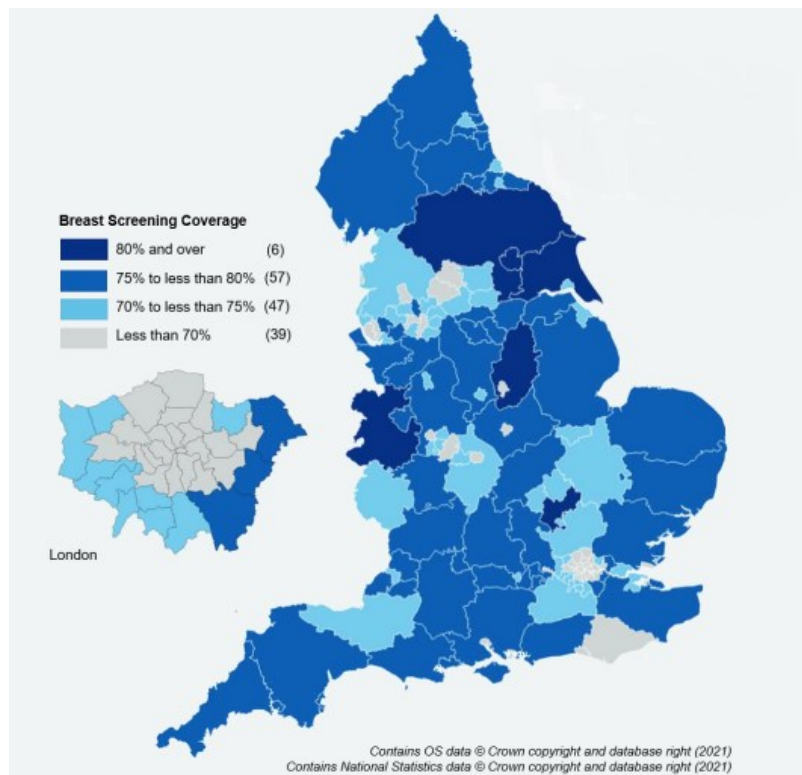 Breast Screening Coverage
80% and over (6)
75% to less than 80% (57)
70% to less than 75% (47)
Less than 70% (39)
London
Contains OS data © Crown copyright and database right (2021)
Contains National Statistics data © Crown copyright and database right (2021)